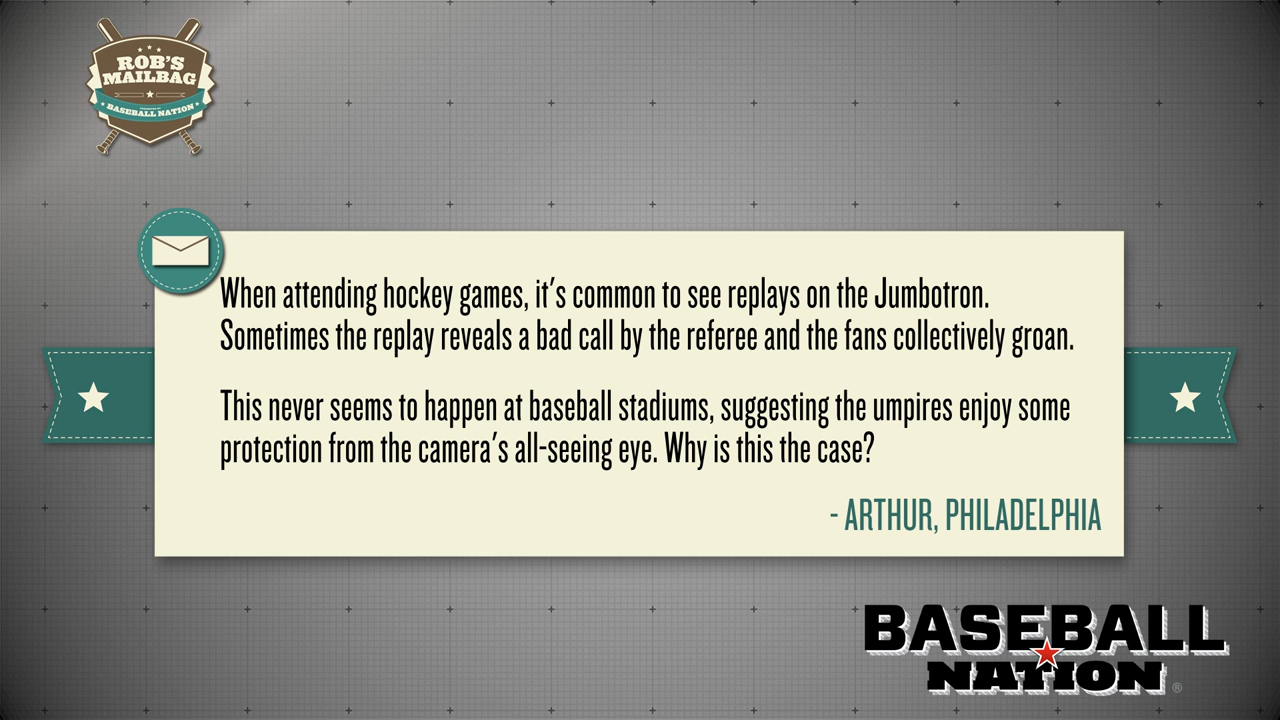 ROB'S
MAILBAG
BASEBALL NATION
When attending hockey games, it's common to see replays on the Jumbotron.
Sometimes the replay reveals a bad call by the referee and the fans collectively groan.
This never seems to happen at baseball stadiums, suggesting the umpires enjoy some
protection from the camera's all-seeing eye. Why is this the case?
- ARTHUR, PHILADELPHIA
BASEBALL
NATION
®